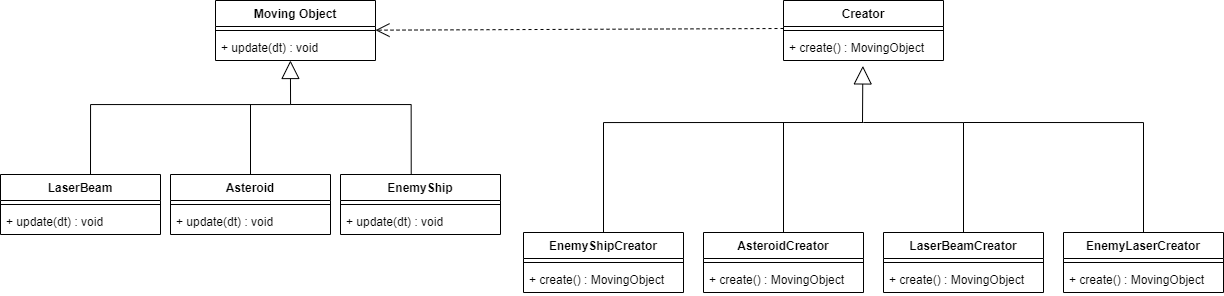 Moving Object
+ update(dt) : void
Creator
+ create() : MovingObject
LaserBeam
+ update(dt) : void
Asteroid
+ update(dt) : void
EnemyShip
+ update(dt) : void
EnemyShipCreator
+ create() : MovingObject
AsteroidCreator
+ create() : MovingObject
LaserBeamCreator
+ create() : MovingObject
EnemyLaserCreator
+ create() : MovingObject